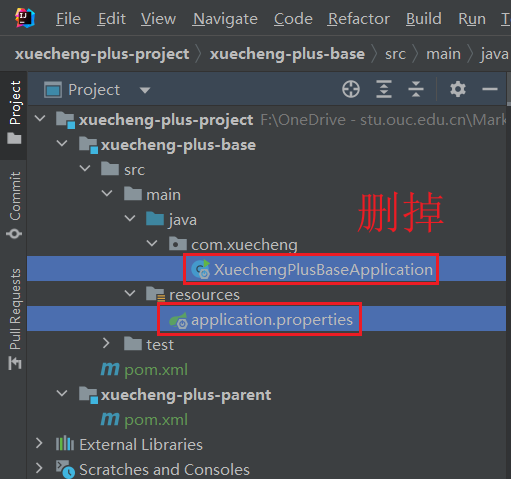 File Edit View Navigate Code Refactor Build Run
xuecheng-plus-project xuecheng-plus-base src main java
Project
xuecheng-plus-project F:\OneDrive - stu.ouc.edu.cn\Mark
xuecheng-plus-base
src
main
java
删掉
com.xuecheng
XuechengPlusBaseApplication
resources
application.properties
test
pom.xml
xuecheng-plus-parent
pom.xml
External Libraries
Scratches and Consoles
Project
Commit
Pull Requests